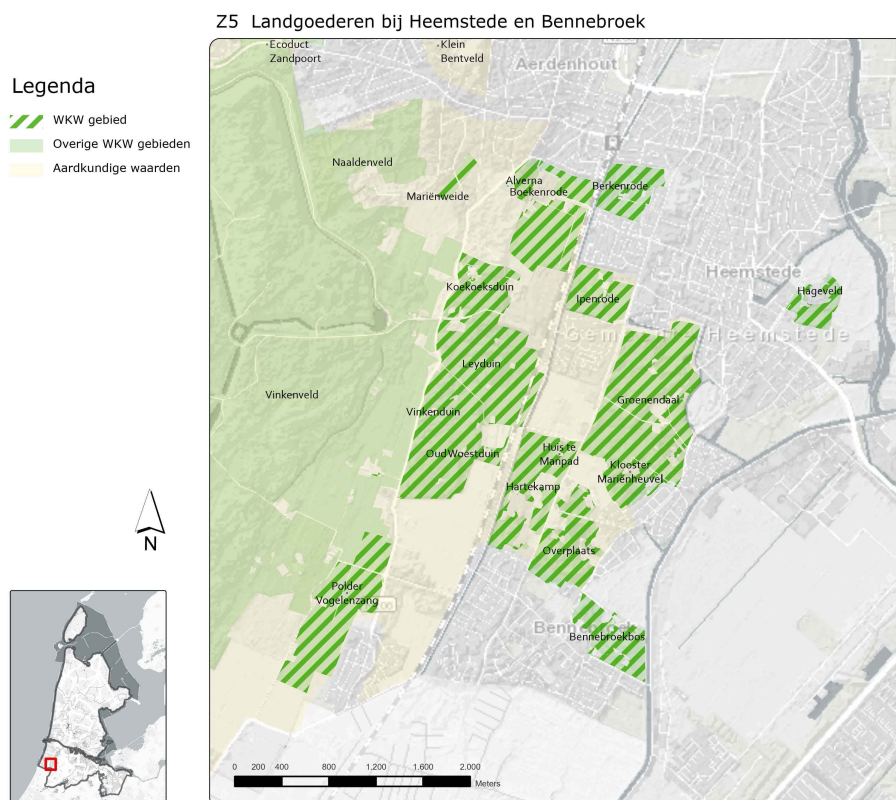 Z5 Landgoederen bij Heemstede en Bennebroek
Legenda
WKW gebied
Overige WKW gebieden
Aardkundige waarden
Ecoduct
Zandpoort
Klein
Bentveld
Aerdenhout
Naaldenveld
Mariënweide
Alverna
Boekenrode
Berkenrode
Heemstede
Hageveld
Koekoeksduin
Ipenrode
Gemeente Heemstede
Leyduin
Vinkenveld
Vinkenduin
Groenendaal
Oud Woestduin
Huis te
Manpad
Klooster
Mariënheuvel
Hartekamp
Overplaats
Polder
Vogelenzang
Bennebroek
Bennebroekbos
N
0 200 400 800 1.200 1.600 2.000
Meters